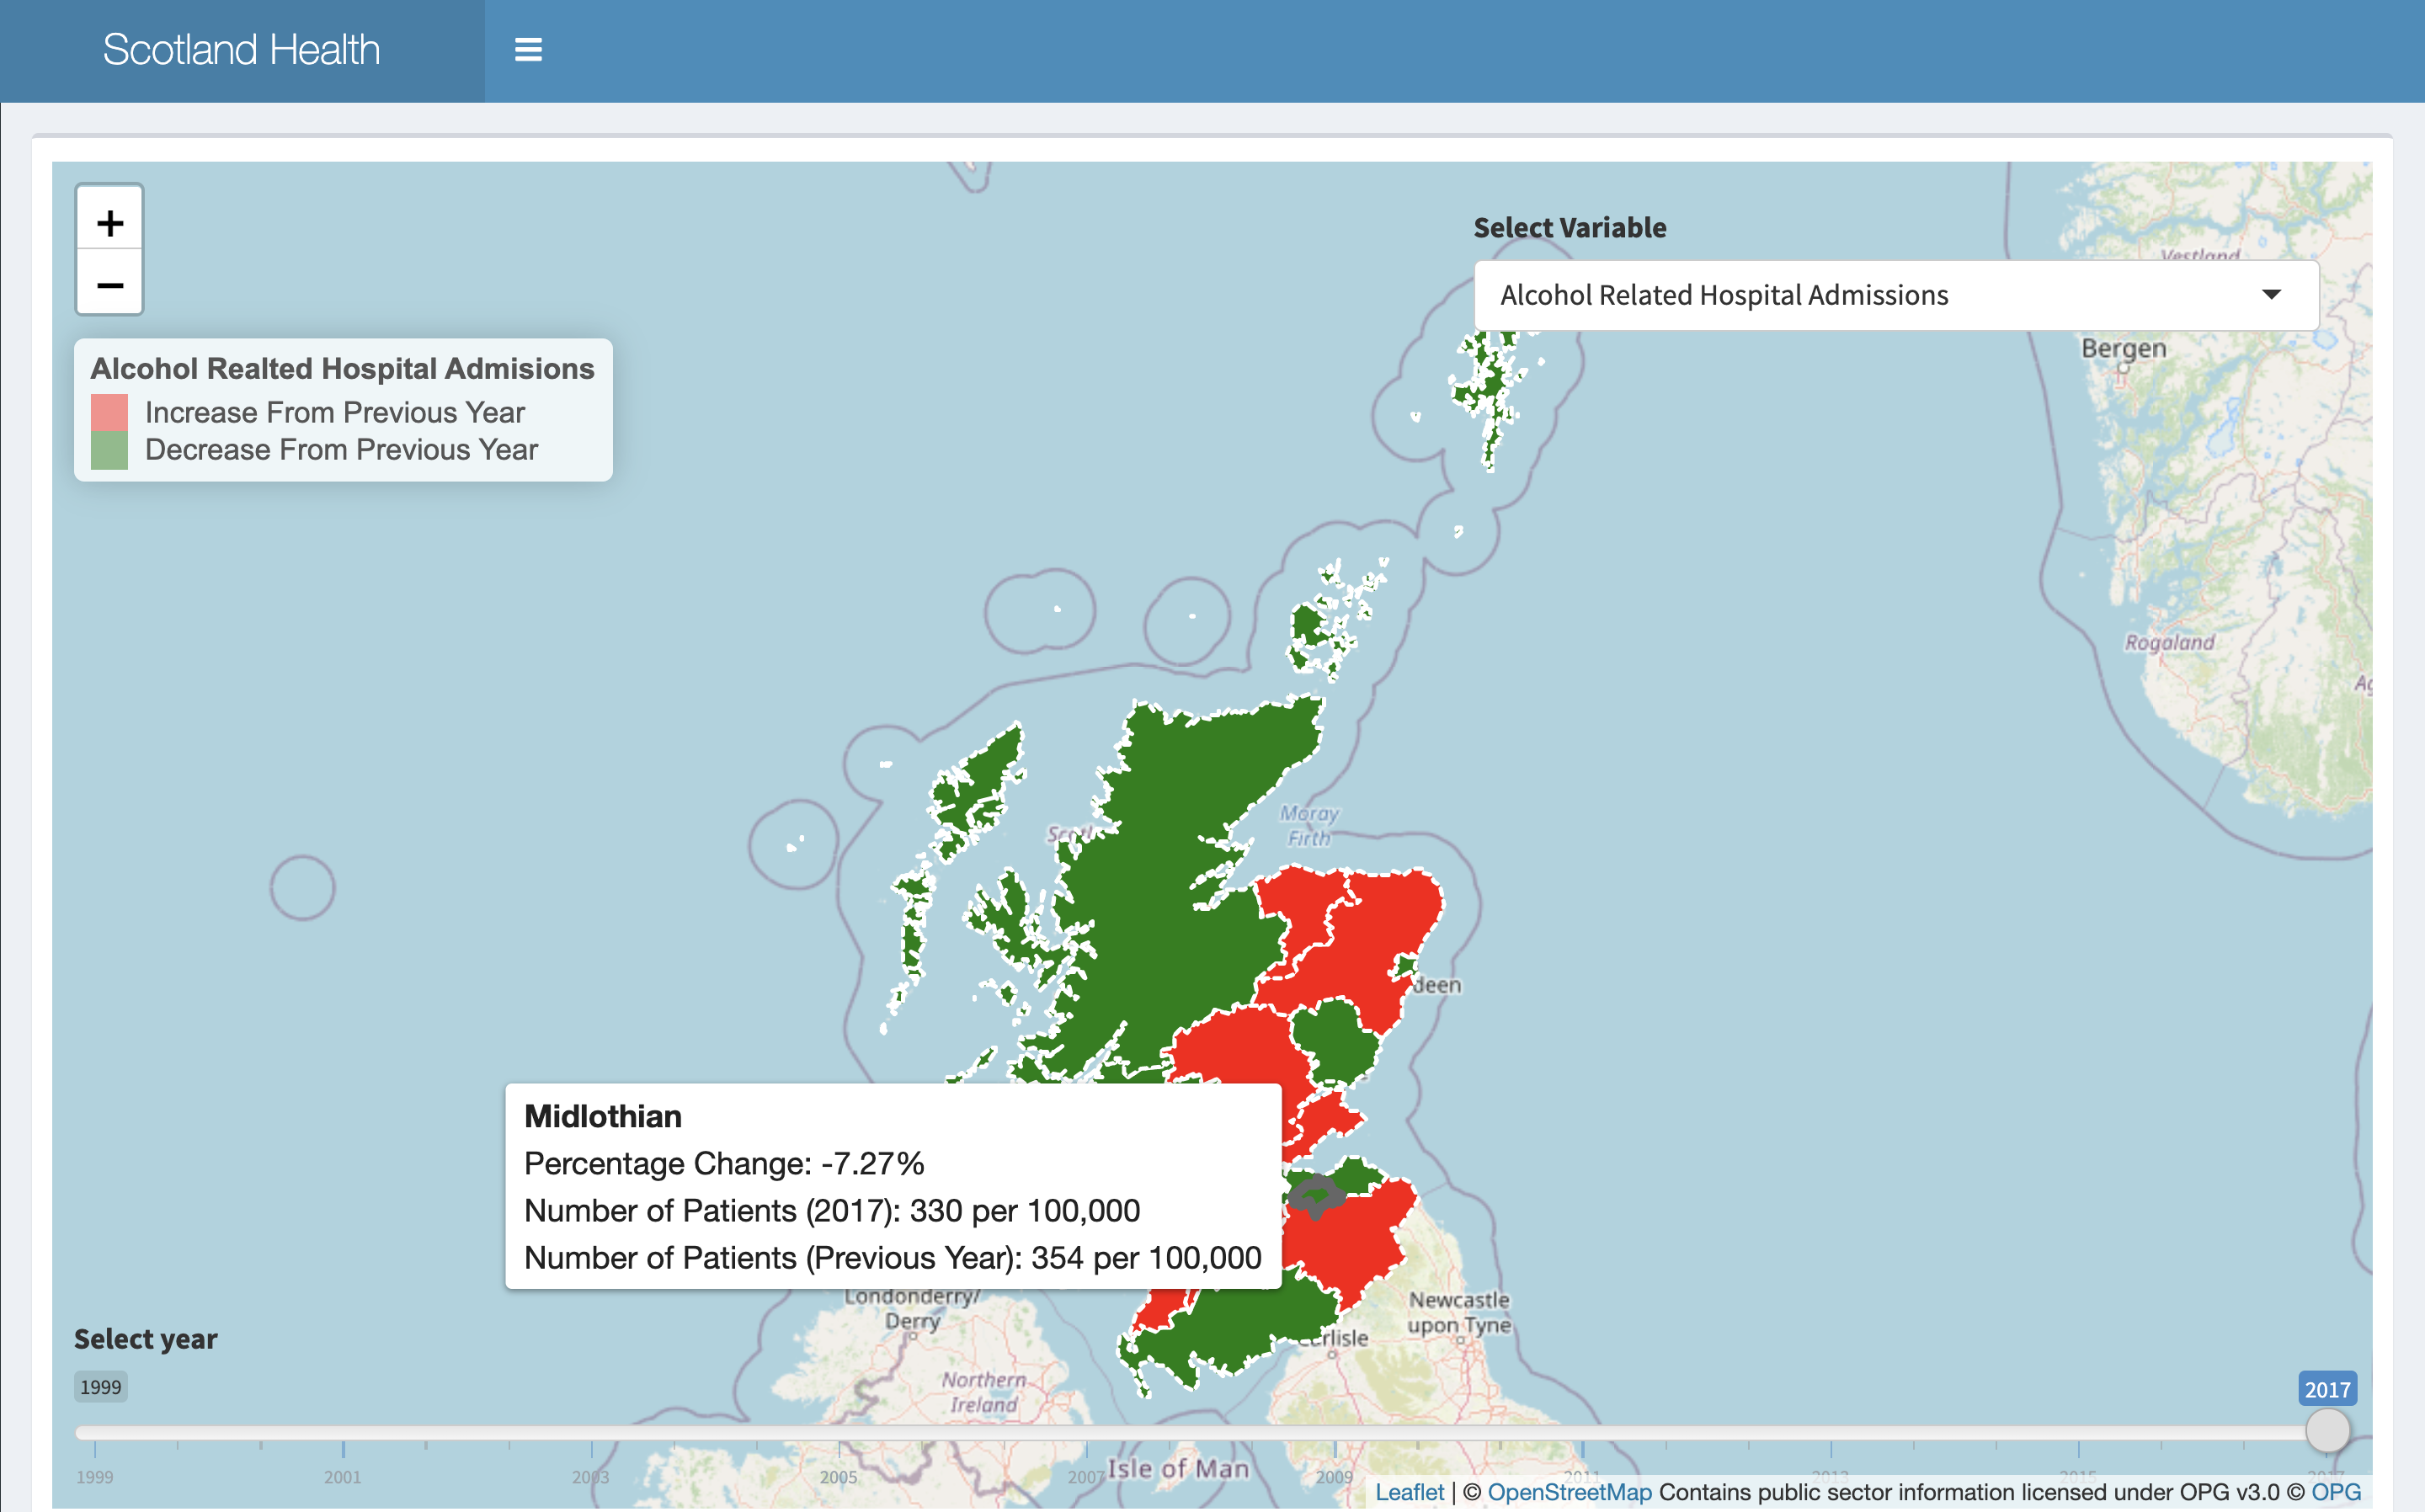 Scotland Health
+
−
Select Variable
Alcohol Related Hospital Admissions
Alcohol Realted Hospital Admisions
Increase From Previous Year
Decrease From Previous Year
Vestland
Bergen
Rogaland
Ag
Moray
Firth
Scotl
deen
Midlothian
Percentage Change: -7.27%
Number of Patients (2017): 330 per 100,000
Number of Patients (Previous Year): 354 per 100,000
Londonderry/
Derry
Newcastle
upon Tyne
arlisle
Northern
Ireland
Select year
1999
2017
1999 2001 2003 2005 2007 2009 2011 2013 2015 2017
Isle of Man
Leaflet | © OpenStreetMap Contains public sector information licensed under OPG v3.0 © OPG